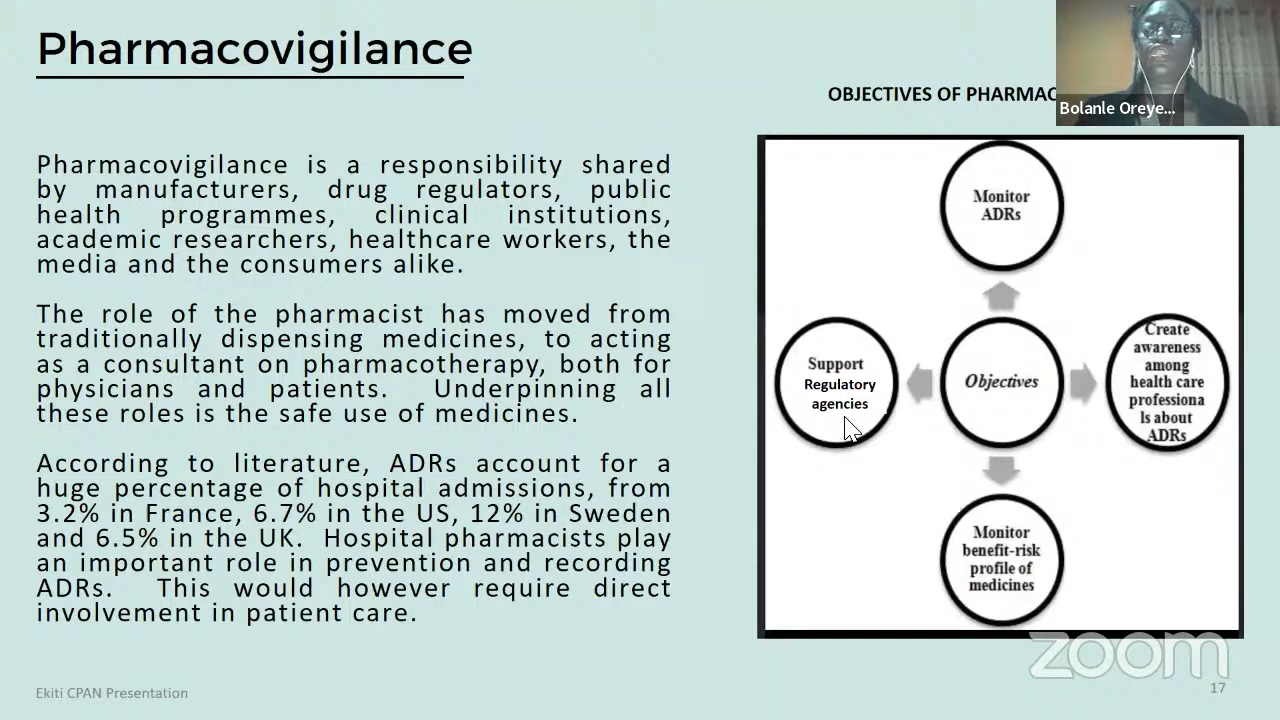 Pharmacovigilance
OBJECTIVES OF PHARMAC
Bolanle Oreye...
Pharmacovigilance is a responsibility shared
by manufacturers, drug regulators, public
health programmes, clinical institutions,
academic researchers, healthcare workers, the
media and the consumers alike.
The role of the pharmacist has moved from
traditionally dispensing medicines, to acting
as a consultant on pharmacotherapy, both for
physicians and patients. Underpinning all
these roles is the safe use of medicines.
According to literature, ADRs account for a
huge percentage of hospital admissions, from
3.2% in France, 6.7% in the US, 12% in Sweden
and 6.5% in the UK. Hospital pharmacists play
an important role in prevention and recording
ADRs. This would however require direct
involvement in patient care.
Monitor
ADRs
Support
Regulatory
agencies
Objectives
Create
awareness
among
health care
professiona
ls about
ADRs
Monitor
benefit-risk
profile of
medicines
zoom
Ekiti CPAN Presentation
17